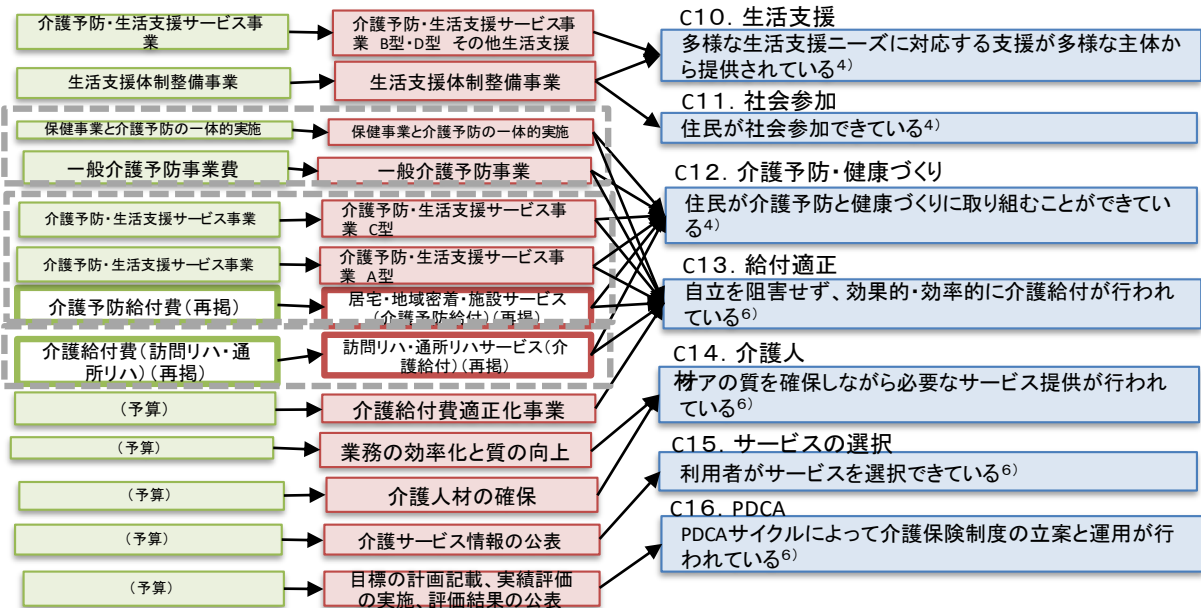 介護予防・生活支援サービス事
業
介護予防・生活支援サービス事
業 B型・D型 その他生活支援
生活支援体制整備事業
生活支援体制整備事業
保健事業と介護予防の一体的実施
保健事業と介護予防の一体的実施
一般介護予防事業費
一般介護予防事業
介護予防・生活支援サービス事業
介護予防・生活支援サービス事
業 C型
介護予防・生活支援サービス事業
介護予防・生活支援サービス事
業 A型
介護予防給付費(再掲)
居宅・地域密着・施設サービス
(介護予防給付)(再掲)
介護給付費(訪問リハ・通
所リハ)(再掲)
訪問リハ・通所リハサービス(介
護給付)(再掲)
(予算)
介護給付費適正化事業
(予算)
業務の効率化と質の向上
(予算)
介護人材の確保
(予算)
介護サービス情報の公表
(予算)
目標の計画記載、実績評価
の実施、評価結果の公表
C10. 生活支援
多様な生活支援ニーズに対応する支援が多様な主体か
ら提供されている4)
C11. 社会参加
住民が社会参加できている4)
C12. 介護予防・健康づくり
住民が介護予防と健康づくりに取り組むことができてい
る4)
C13. 給付適正
自立を阻害せず、効果的・効率的に介護給付が行われ
ている6)
C14. 介護人
材
ケアの質を確保しながら必要なサービス提供が行われ
ている6)
C15. サービスの選択
利用者がサービスを選択できている6)
C16. PDCA
PDCAサイクルによって介護保険制度の立案と運用が行
われている6)